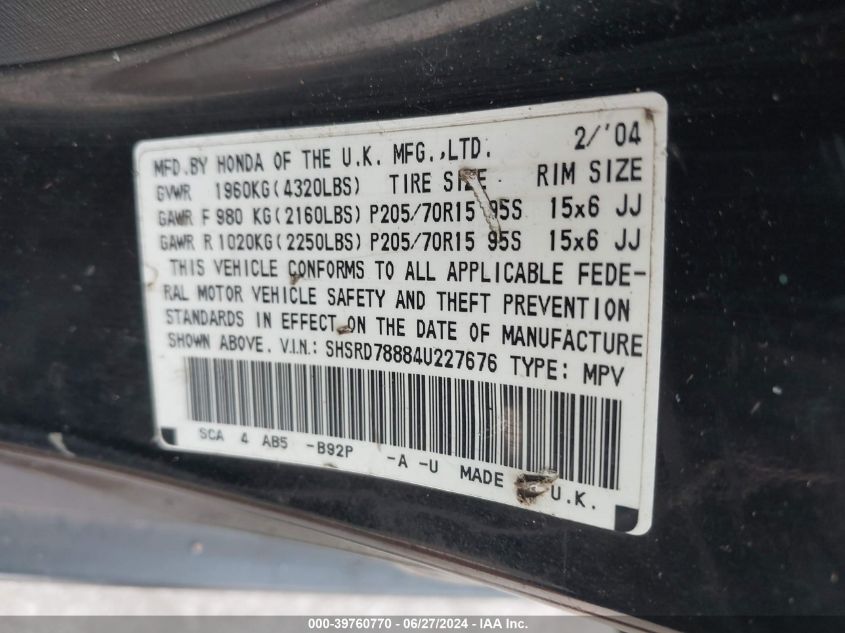 2/'04
MFD.BY HONDA OF THE U.K. MFG.,LTD.
GVWR 1960KG(4320LBS) TIRE SIZE RIM SIZE
GAWR F 980 KG(2160LBS) P205/70R15 95S 15x6 JJ
GAWR R 1020KG(2250LBS) P205/70R15 95S 15x6 JJ
THIS VEHICLE CONFORMS TO ALL APPLICABLE FEDE-
RAL MOTOR VEHICLE SAFETY AND THEFT PREVENTION
STANDARDS IN EFFECT ON THE DATE OF MANUFACTURE
SHOWN ABOVE. V.I.N.: SHSRD78884U227676 TYPE: MPV
SCA 4 AB5 -B92P -A -U MADE U.K.
000-39760770 - 06/27/2024 - IAA Inc.